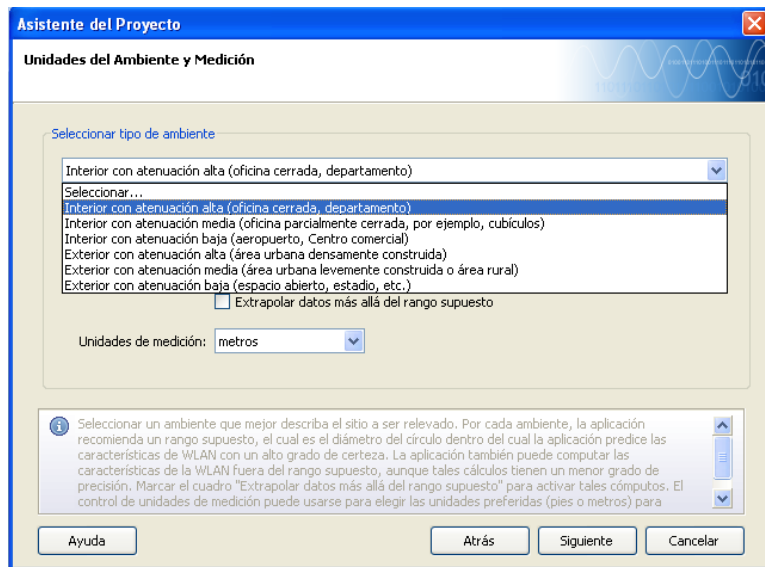 Asistente del Proyecto
Unidades del Ambiente y Medición
Seleccionar tipo de ambiente
Interior con atenuación alta (oficina cerrada, departamento)
Seleccionar...
Interior con atenuación alta (oficina cerrada, departamento)
Interior con atenuación media (oficina parcialmente cerrada, por ejemplo, cubículos)
Interior con atenuación baja (aeropuerto, Centro comercial)
Exterior con atenuación alta (área urbana densamente construida)
Exterior con atenuación media (área urbana levemente construida o área rural)
Exterior con atenuación baja (espacio abierto, estadio, etc.)
Extrapolar datos más allá del rango supuesto
Unidades de medición: metros
Seleccionar un ambiente que mejor describa el sitio a ser relevado. Por cada ambiente, la aplicación
recomienda un rango supuesto, el cual es el diámetro del círculo dentro del cual la aplicación predice las
características de WLAN con un alto grado de certeza. La aplicación también puede computar las
características de la WLAN fuera del rango supuesto, aunque tales cálculos tienen un menor grado de
precisión. Marcar el cuadro "Extrapolar datos más allá del rango supuesto" para activar tales cómputos. El
control de unidades de medición puede usarse para elegir las unidades preferidas (pies o metros) para
Ayuda Atrás Siguiente Cancelar